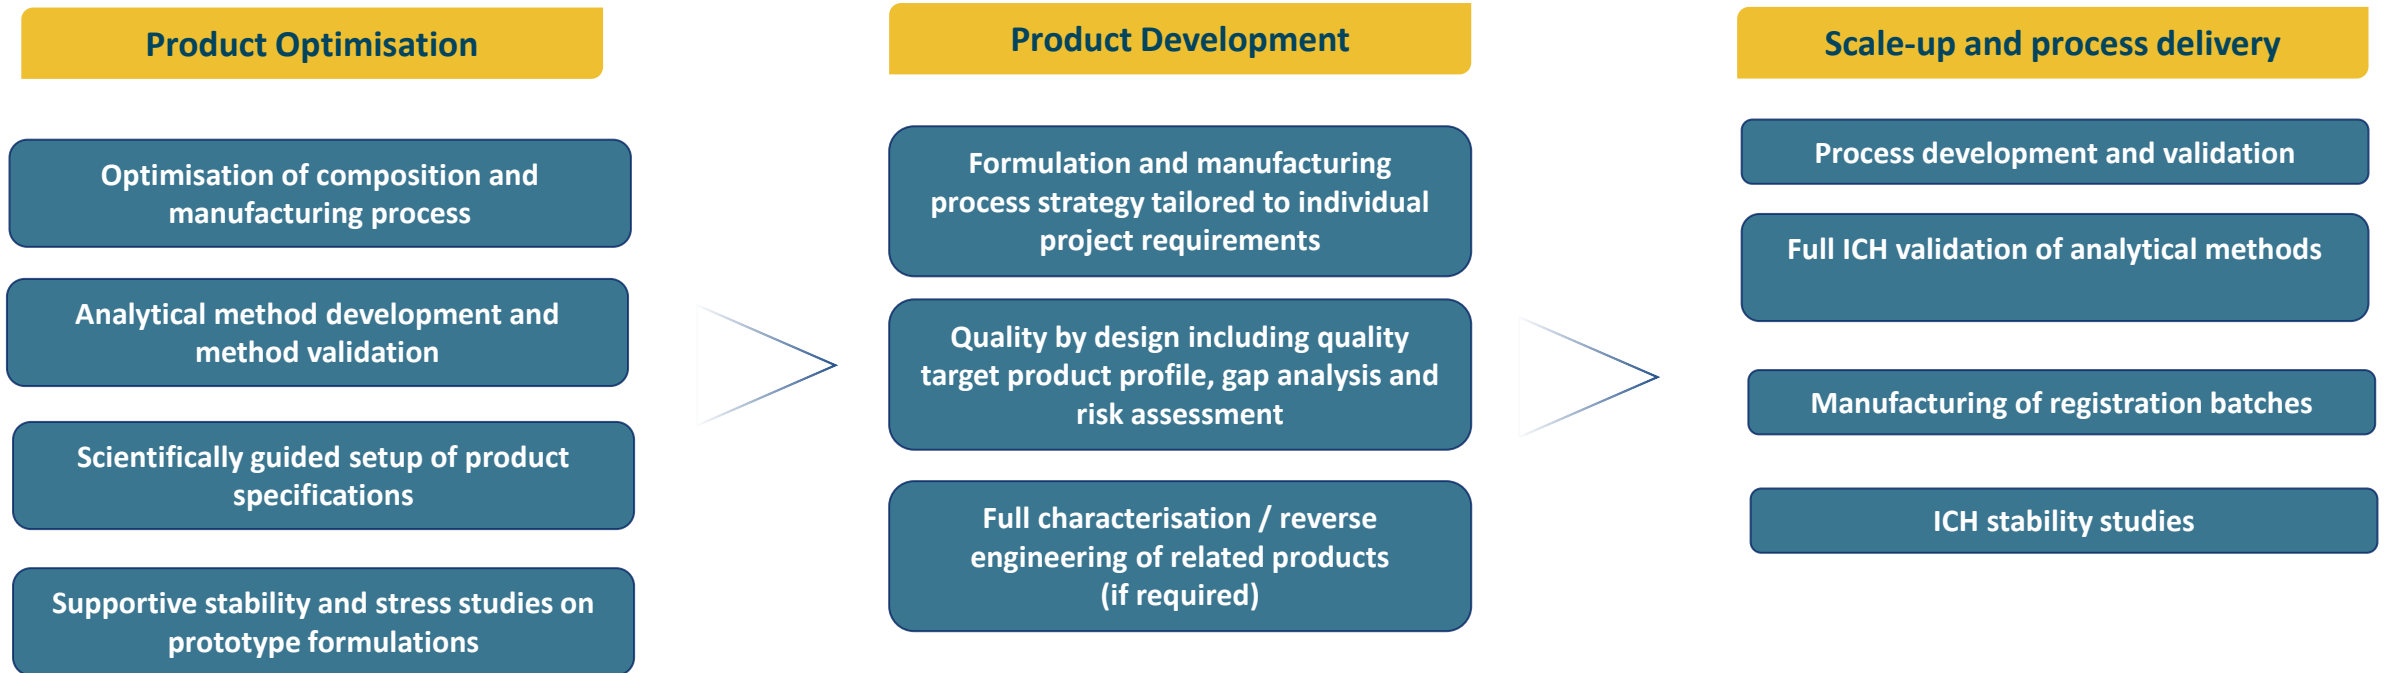 Product Optimisation
Optimisation of composition and
manufacturing process
Analytical method development and
method validation
Scientifically guided setup of product
specifications
Supportive stability and stress studies on
prototype formulations
Product Development
Formulation and manufacturing
process strategy tailored to individual
project requirements
Quality by design including quality
target product profile, gap analysis and
risk assessment
Full characterisation / reverse
engineering of related products
(if required)
Scale-up and process delivery
Process development and validation
Full ICH validation of analytical methods
Manufacturing of registration batches
ICH stability studies